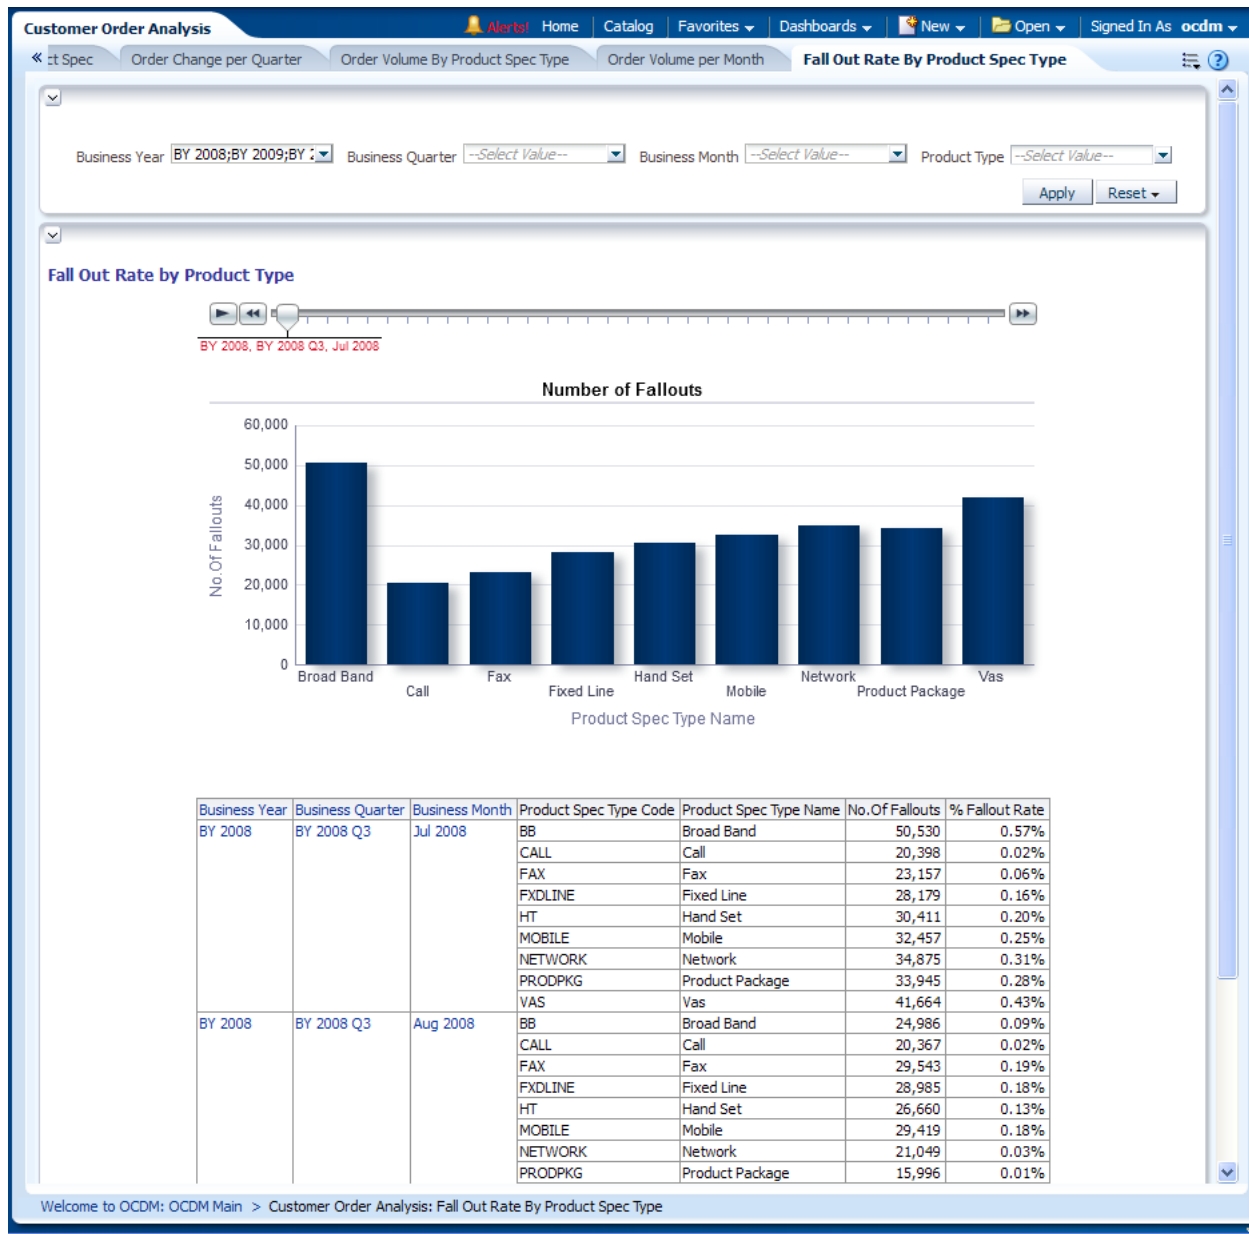 Customer Order Analysis
Alerts! Home Catalog Favorites Dashboards New Open Signed In As ocdm
ct Spec Order Change per Quarter Order Volume By Product Spec Type Order Volume per Month Fall Out Rate By Product Spec Type
Business Year BY 2008;BY 2009;BY 2 Business Quarter --Select Value-- Business Month --Select Value-- Product Type --Select Value--
Apply Reset
Fall Out Rate by Product Type
BY 2008, BY 2008 Q3, Jul 2008
Number of Fallouts
60,000
50,000
40,000
30,000
20,000
10,000
0
No.Of Fallouts
Broad Band Call Fax Fixed Line Hand Set Mobile Network Product Package Vas
Product Spec Type Name
Business Year Business Quarter Business Month Product Spec Type Code Product Spec Type Name No.Of Fallouts % Fallout Rate
BY 2008 BY 2008 Q3 Jul 2008 BB Broad Band 50,530 0.57%
CALL Call 20,398 0.02%
FAX Fax 23,157 0.06%
FXDLINE Fixed Line 28,179 0.16%
HT Hand Set 30,411 0.20%
MOBILE Mobile 32,457 0.25%
NETWORK Network 34,875 0.31%
PRODPKG Product Package 33,945 0.28%
VAS Vas 41,664 0.43%
BY 2008 BY 2008 Q3 Aug 2008 BB Broad Band 24,986 0.09%
CALL Call 20,367 0.02%
FAX Fax 29,543 0.19%
FXDLINE Fixed Line 28,985 0.18%
HT Hand Set 26,660 0.13%
MOBILE Mobile 29,419 0.18%
NETWORK Network 21,049 0.03%
PRODPKG Product Package 15,996 0.01%
Welcome to OCDM: OCDM Main > Customer Order Analysis: Fall Out Rate By Product Spec Type